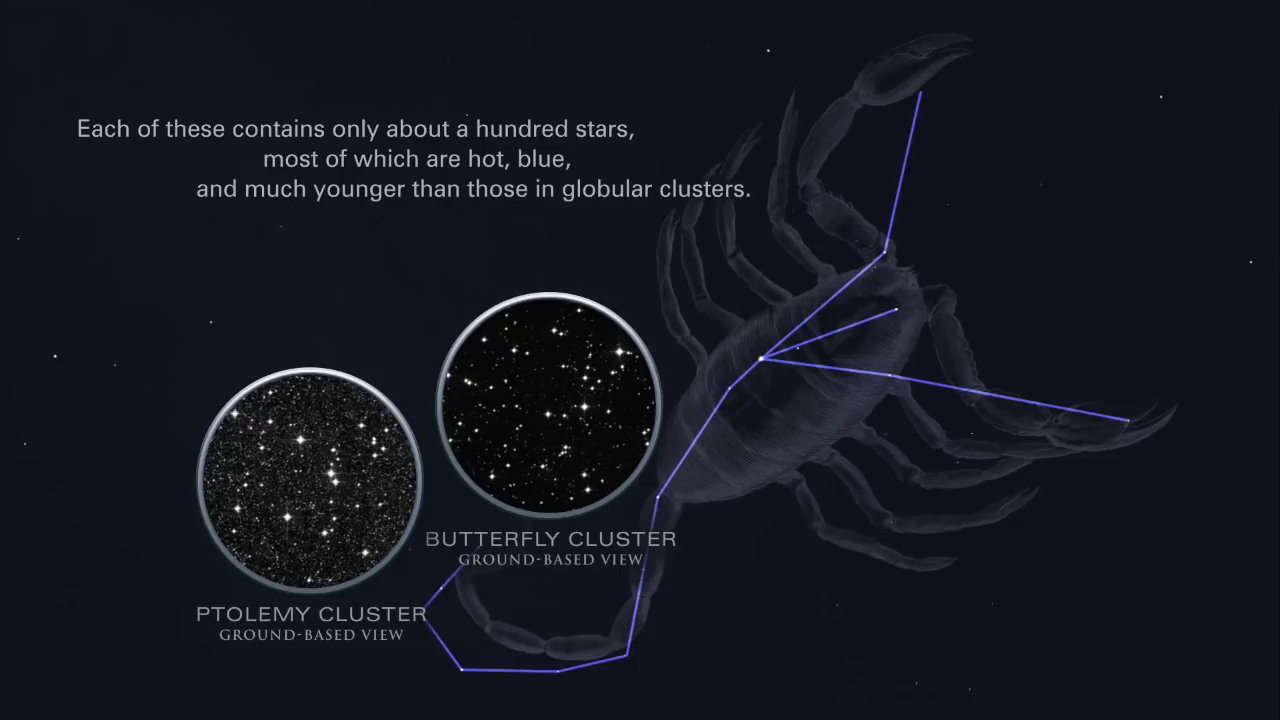 Each of these contains only about a hundred stars,
most of which are hot, blue,
and much younger than those in globular clusters.
BUTTERFLY CLUSTER
GROUND-BASED VIEW
PTOLEMY CLUSTER
GROUND-BASED VIEW